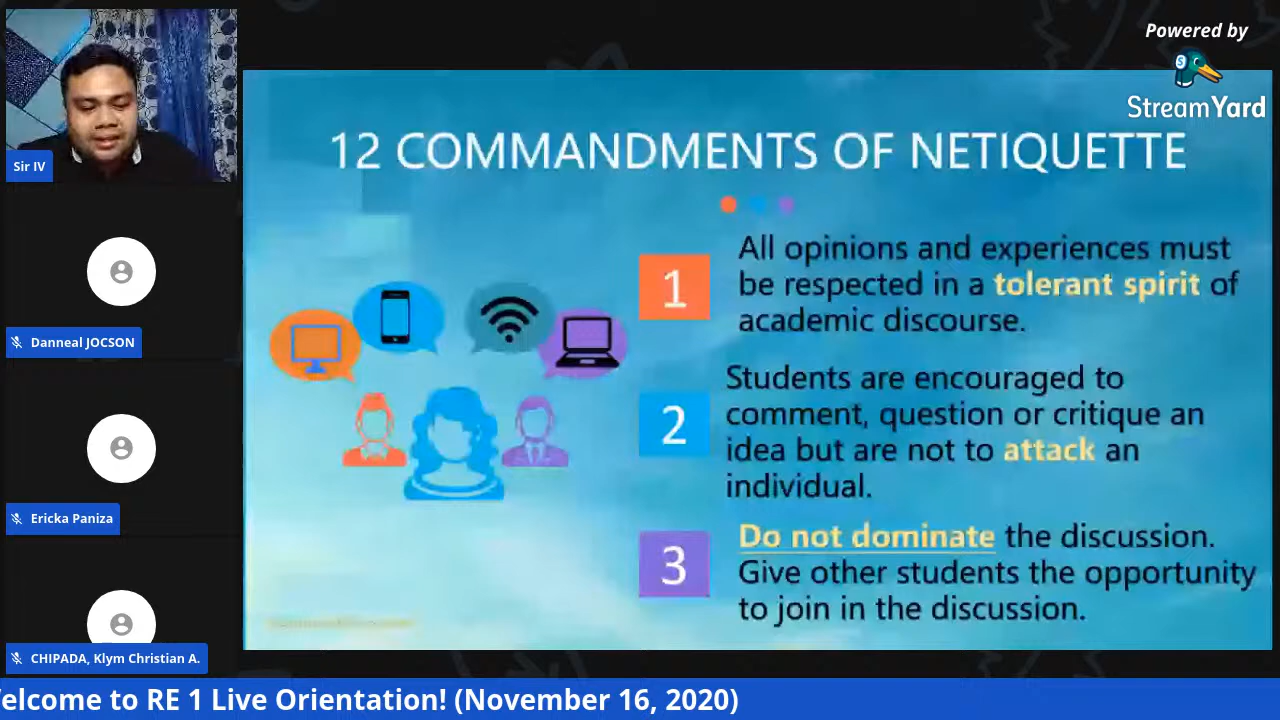 Powered by
StreamYard
Sir IV
Danneal JOCSON
Ericka Paniza
CHIPADA, Klym Christian A.
12 COMMANDMENTS OF NETIQUETTE
1
All opinions and experiences must
be respected in a tolerant spirit of
academic discourse.
2
Students are encouraged to
comment, question or critique an
idea but are not to attack an
individual.
3
Do not dominate the discussion.
Give other students the opportunity
to join in the discussion.
elcome to RE 1 Live Orientation! (November 16, 2020)